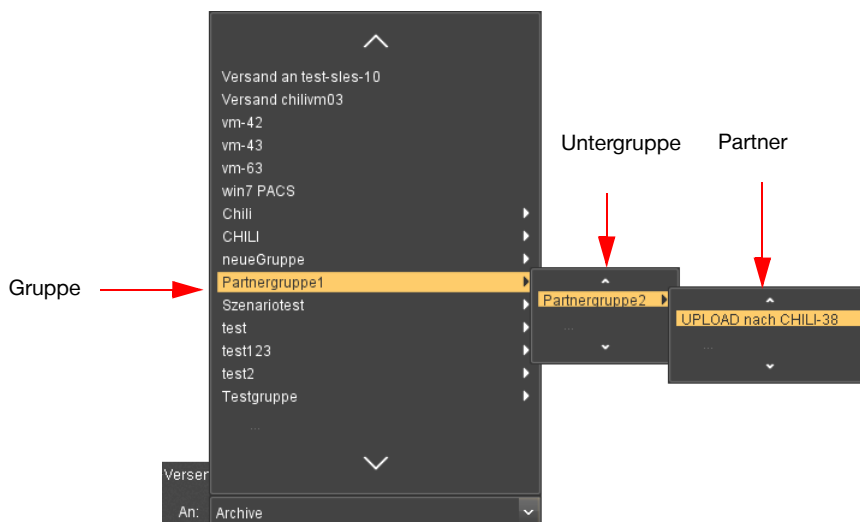 Versand an test-sles-10
Versand chilivm03
vm-42
vm-43
vm-63
win7 PACS
Chili
CHILI
neueGruppe
Partnergruppe1
Szenariotest
test
test123
test2
Testgruppe
...
Gruppe
Untergruppe
Partner
Partnergruppe2
...
UPLOAD nach CHILI-38
...
Verser
An: Archive